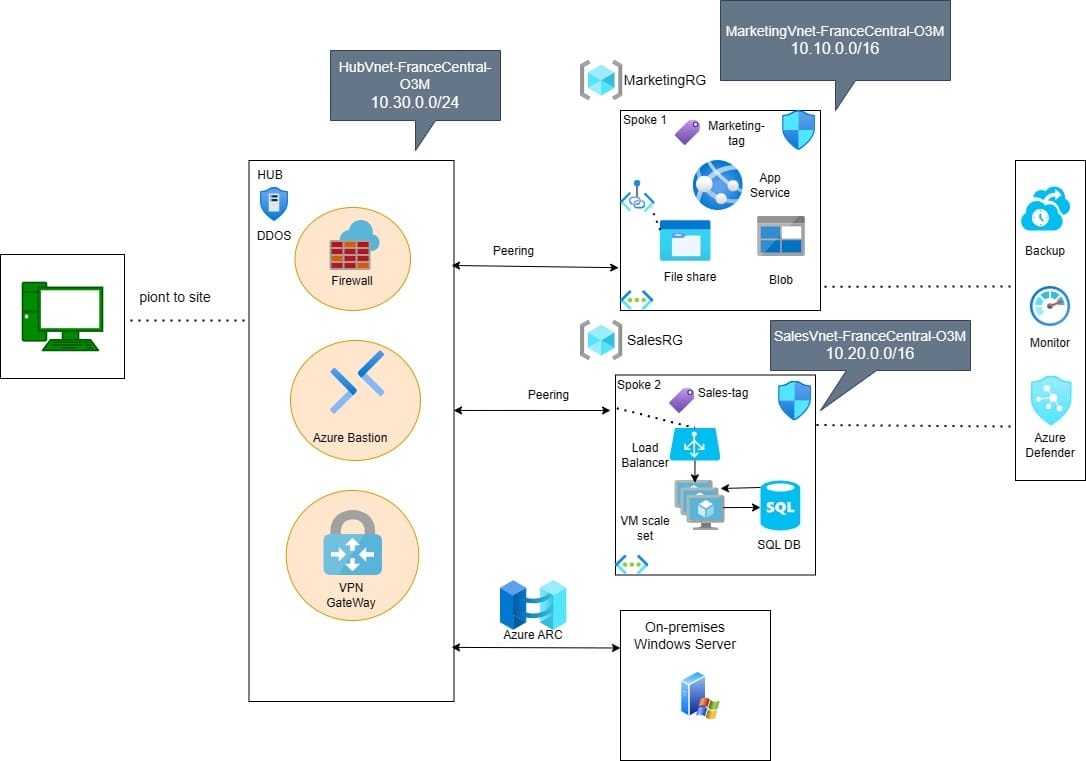 MarketingVnet-FranceCentral-O3M
10.10.0.0/16
HubVnet-FranceCentral-
O3M
10.30.0.0/24
MarketingRG
Spoke 1
Marketing-
tag
App
Service
File share
Blob
HUB
DDOS
Firewall
Peering
piont to site
Backup
Monitor
Azure
Defender
SalesRG
SalesVnet-FranceCentral-O3M
10.20.0.0/16
Spoke 2
Sales-tag
Peering
Azure Bastion
Load
Balancer
VM scale
set
SQL
SQL DB
VPN
GateWay
Azure ARC
On-premises
Windows Server